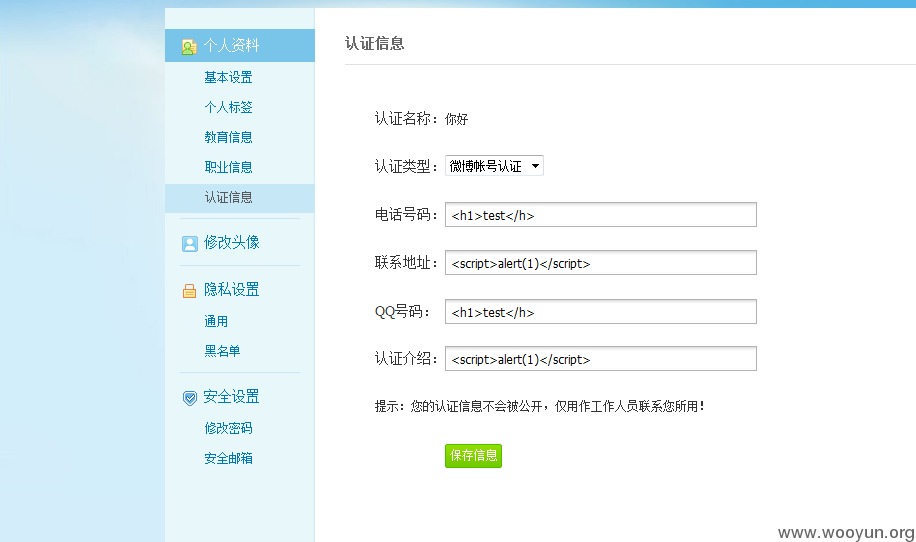 个人资料
基本设置
个人标签
教育信息
职业信息
认证信息
修改头像
隐私设置
通用
黑名单
安全设置
修改密码
安全邮箱
认证信息
认证名称：你好
认证类型：微博帐号认证
电话号码：<h1>test</h>
联系地址：<script>alert(1)</script>
QQ号码：<h1>test</h>
认证介绍：<script>alert(1)</script>
提示：您的认证信息不会被公开，仅用作工作人员联系您所用！
保存信息
www.wooyun.org